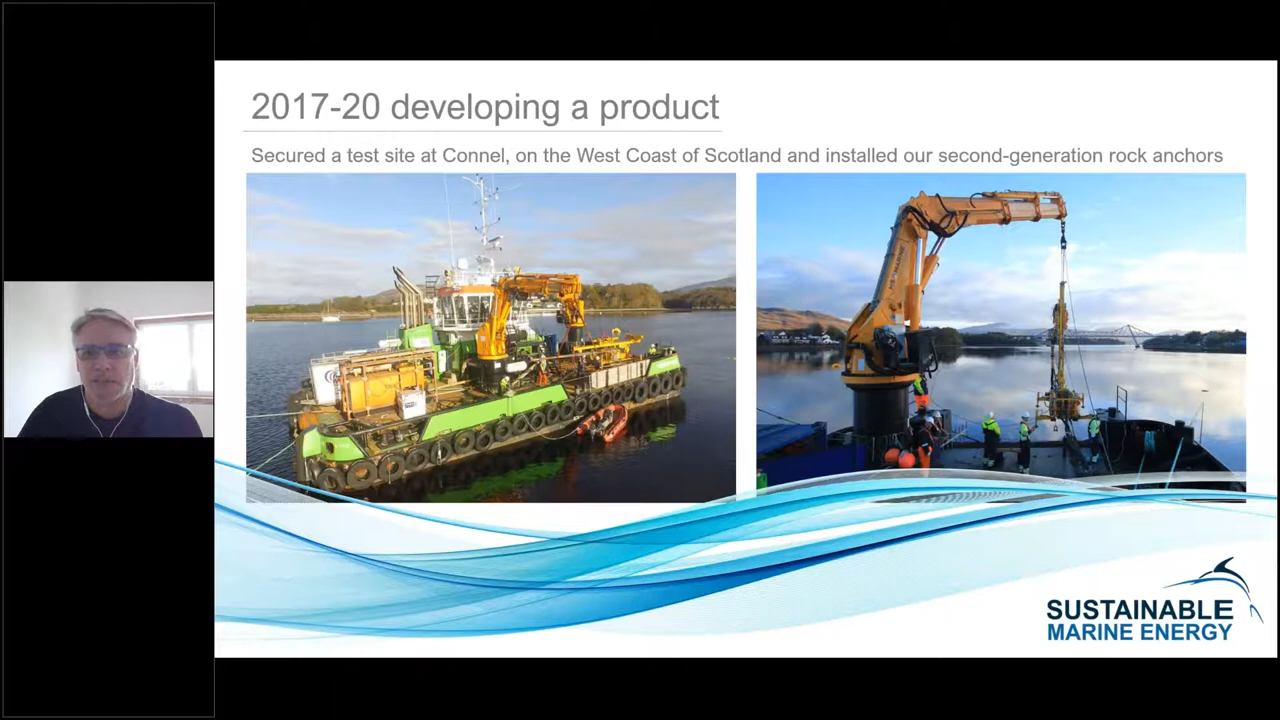 2017-20 developing a product
Secured a test site at Connel, on the West Coast of Scotland and installed our second-generation rock anchors
SUSTAINABLE
MARINE ENERGY